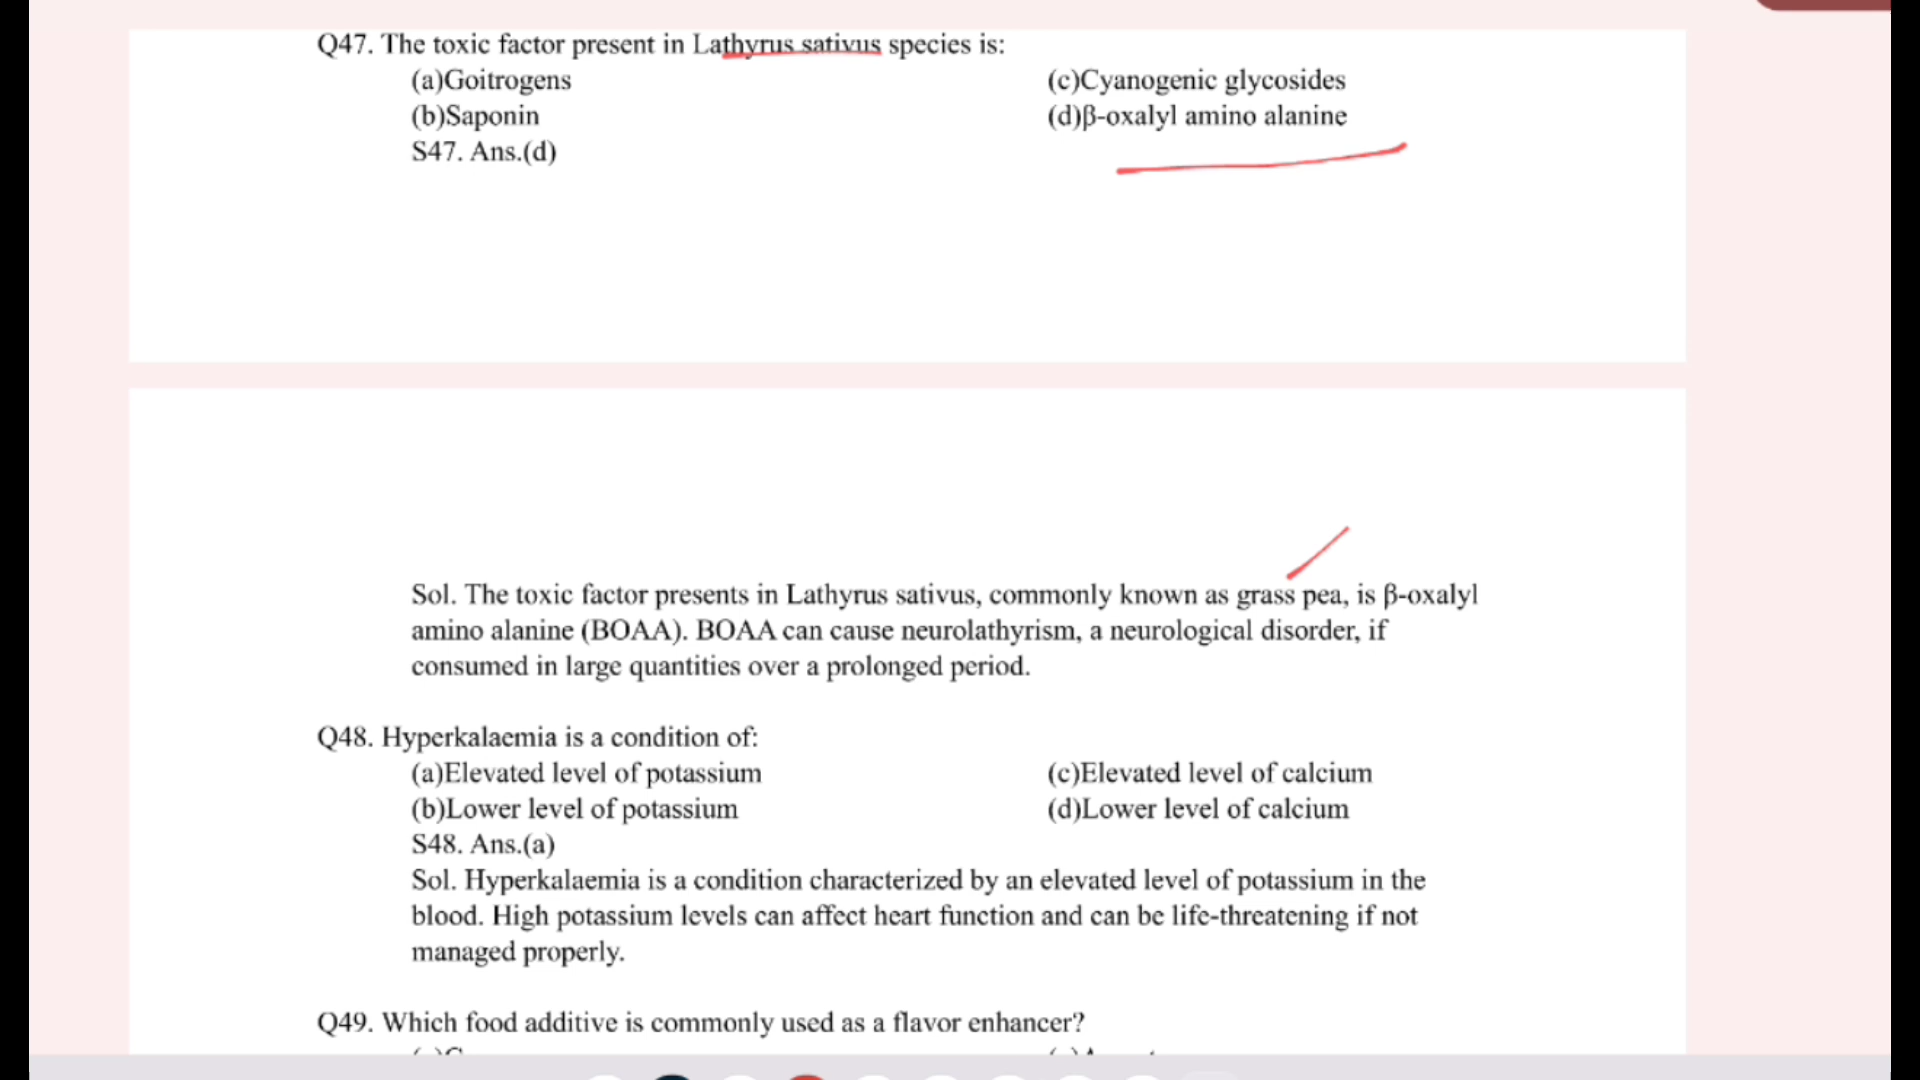 Q47. The toxic factor present in Lathyrus sativus species is:
(a)Goitrogens
(c)Cyanogenic glycosides
(b)Saponin
(d)β-oxalyl amino alanine
S47. Ans.(d)
Sol. The toxic factor presents in Lathyrus sativus, commonly known as grass pea, is β-oxalyl
amino alanine (BOAA). BOAA can cause neurolathyrism, a neurological disorder, if
consumed in large quantities over a prolonged period.
Q48. Hyperkalaemia is a condition of:
(a)Elevated level of potassium
(c)Elevated level of calcium
(b)Lower level of potassium
(d)Lower level of calcium
S48. Ans.(a)
Sol. Hyperkalaemia is a condition characterized by an elevated level of potassium in the
blood. High potassium levels can affect heart function and can be life-threatening if not
managed properly.
Q49. Which food additive is commonly used as a flavor enhancer?